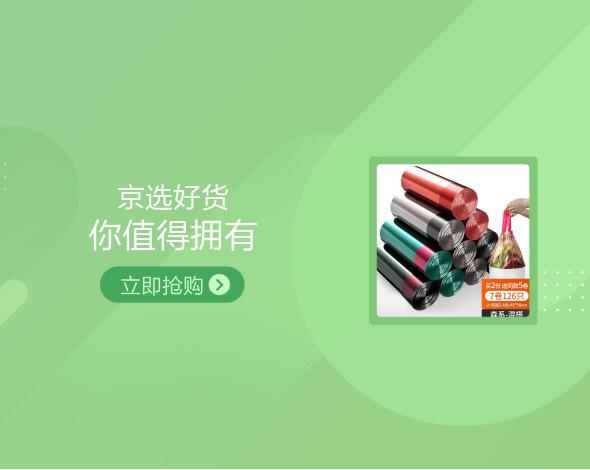 京选好货
你值得拥有
立即抢购
买2份 送同款5卷
7卷126只
森系-混搭